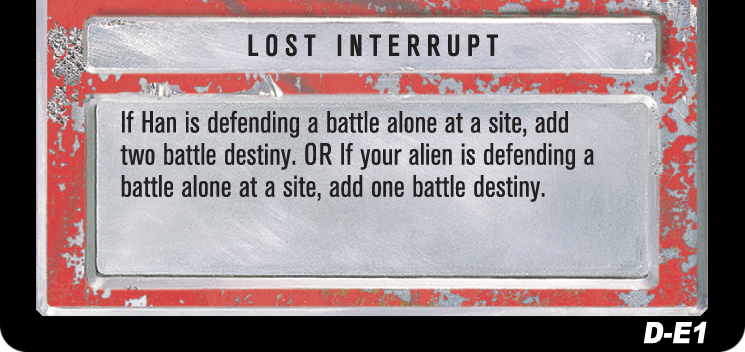 LOST INTERRUPT
If Han is defending a battle alone at a site, add
two battle destiny. OR If your alien is defending a
battle alone at a site, add one battle destiny.
D-E1